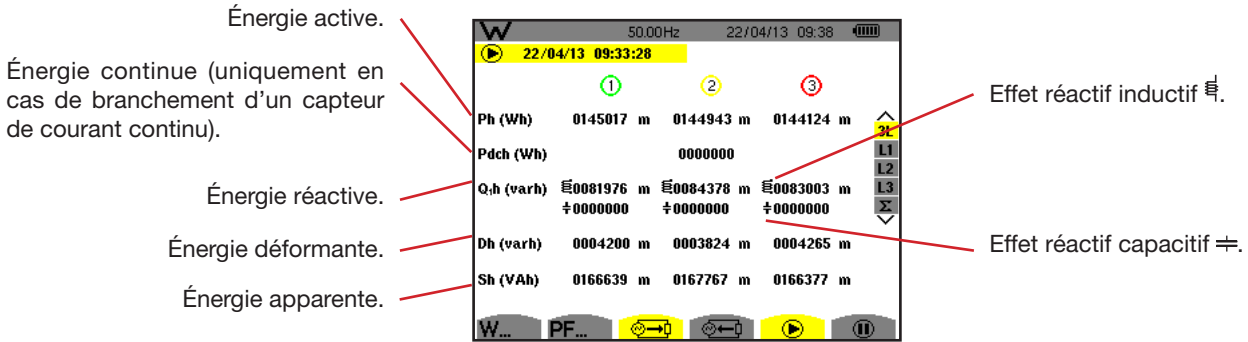 Énergie active.
Énergie continue (uniquement en
cas de branchement d'un capteur
de courant continu).
Énergie réactive.
Énergie déformante.
Énergie apparente.
W 50.00Hz 22/04/13 09:38
22/04/13 09:33:28
1 2 3
Ph (Wh) 0145017 m 0144943 m 0144124 m
Pdch (Wh) 0000000
Q₁h (varh) 0081976 m 0084378 m 0083003 m
0000000 0000000 0000000
Dh (varh) 0004200 m 0003824 m 0004265 m
Sh (VAh) 0166639 m 0167767 m 0166377 m
3L
L1
L2
L3
Σ
W... PF...
Effet réactif inductif .
Effet réactif capacitif .